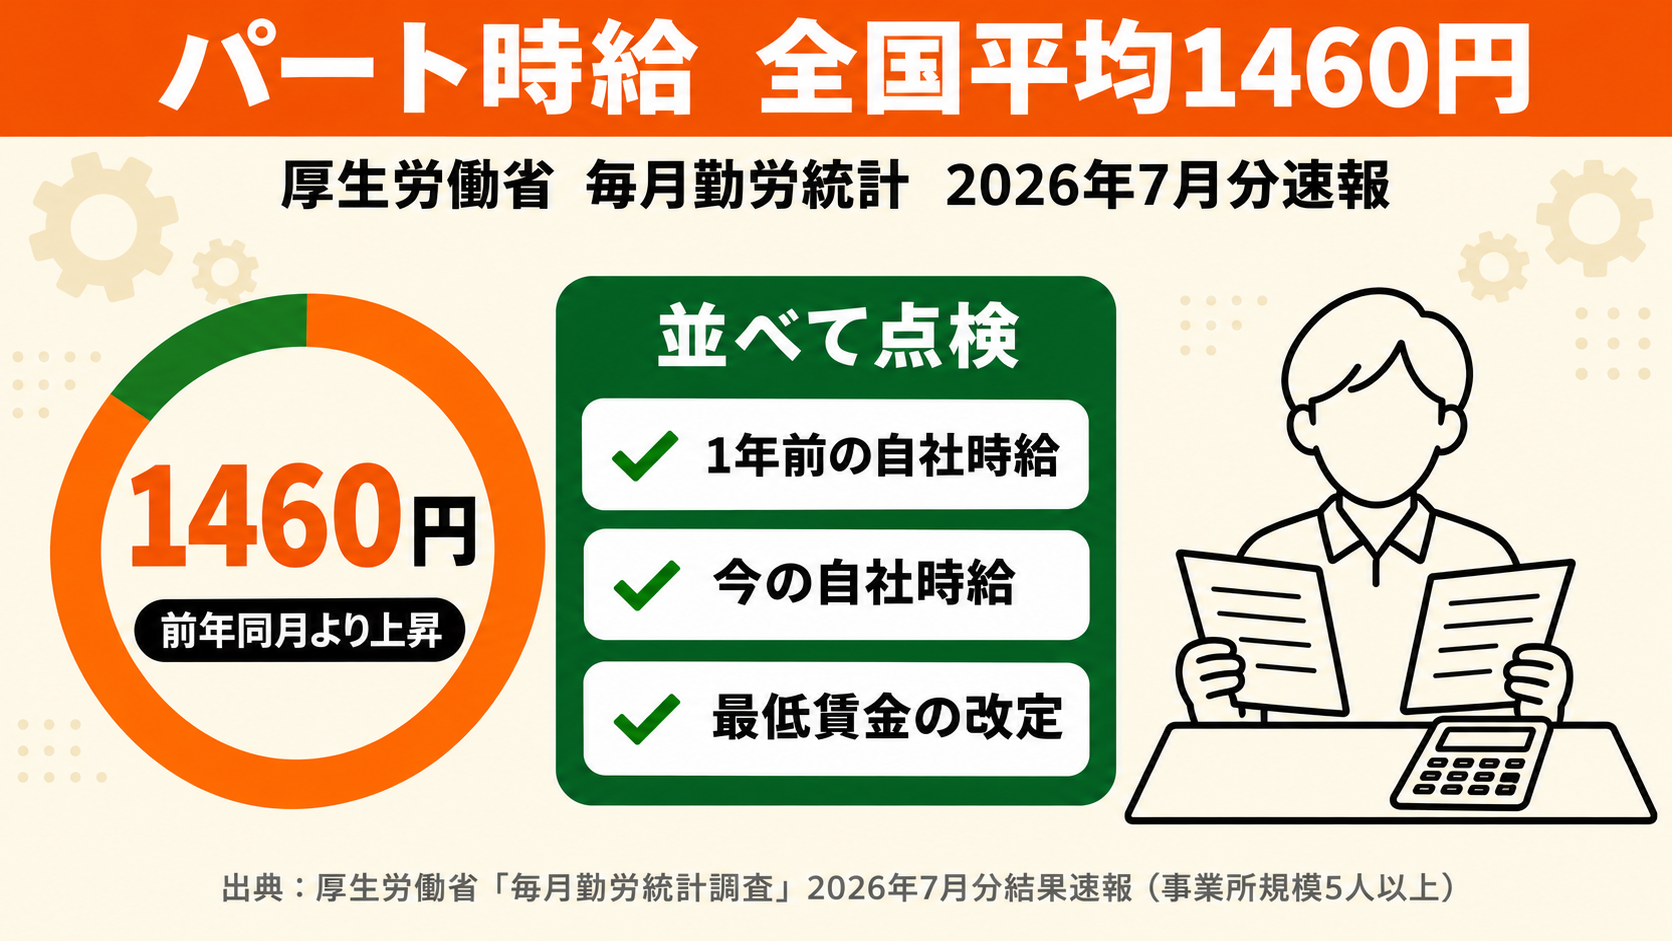 パート時給 全国平均1460円
厚生労働省 毎月勤労統計 2026年7月分速報
1460円
前年同月より上昇
並べて点検
1年前の自社時給
今の自社時給
最低賃金の改定
出典：厚生労働省「毎月勤労統計調査」2026年7月分結果速報（事業所規模5人以上）